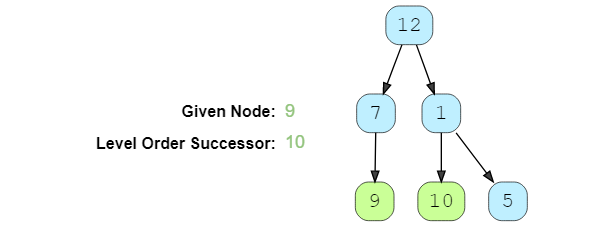 12
Given Node: 9
7 1
Level Order Successor: 10
9 10 5